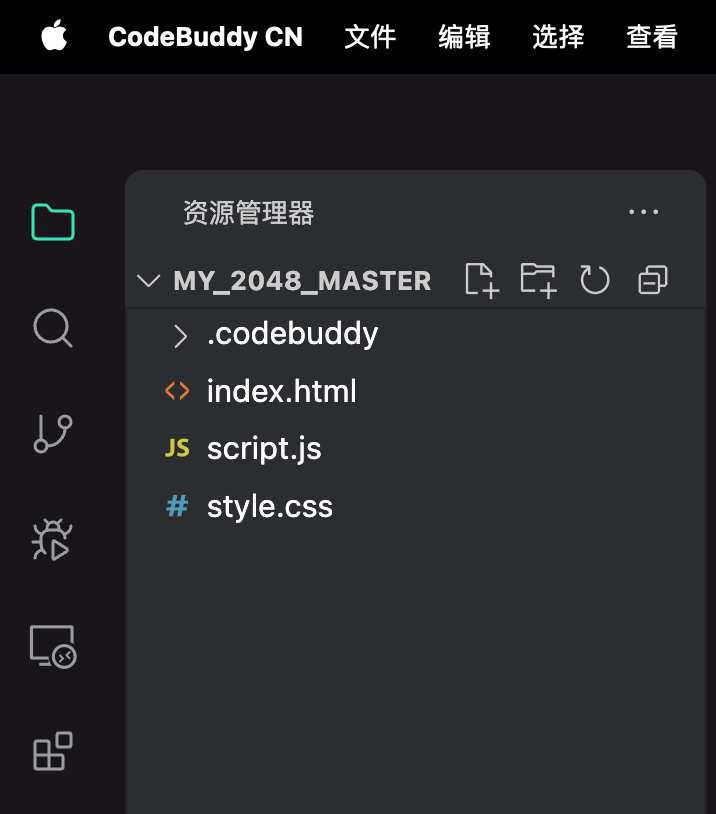 CodeBuddy CN 文件 编辑 选择 查看
资源管理器
MY_2048_MASTER
.codebuddy
index.html
JS script.js
# style.css